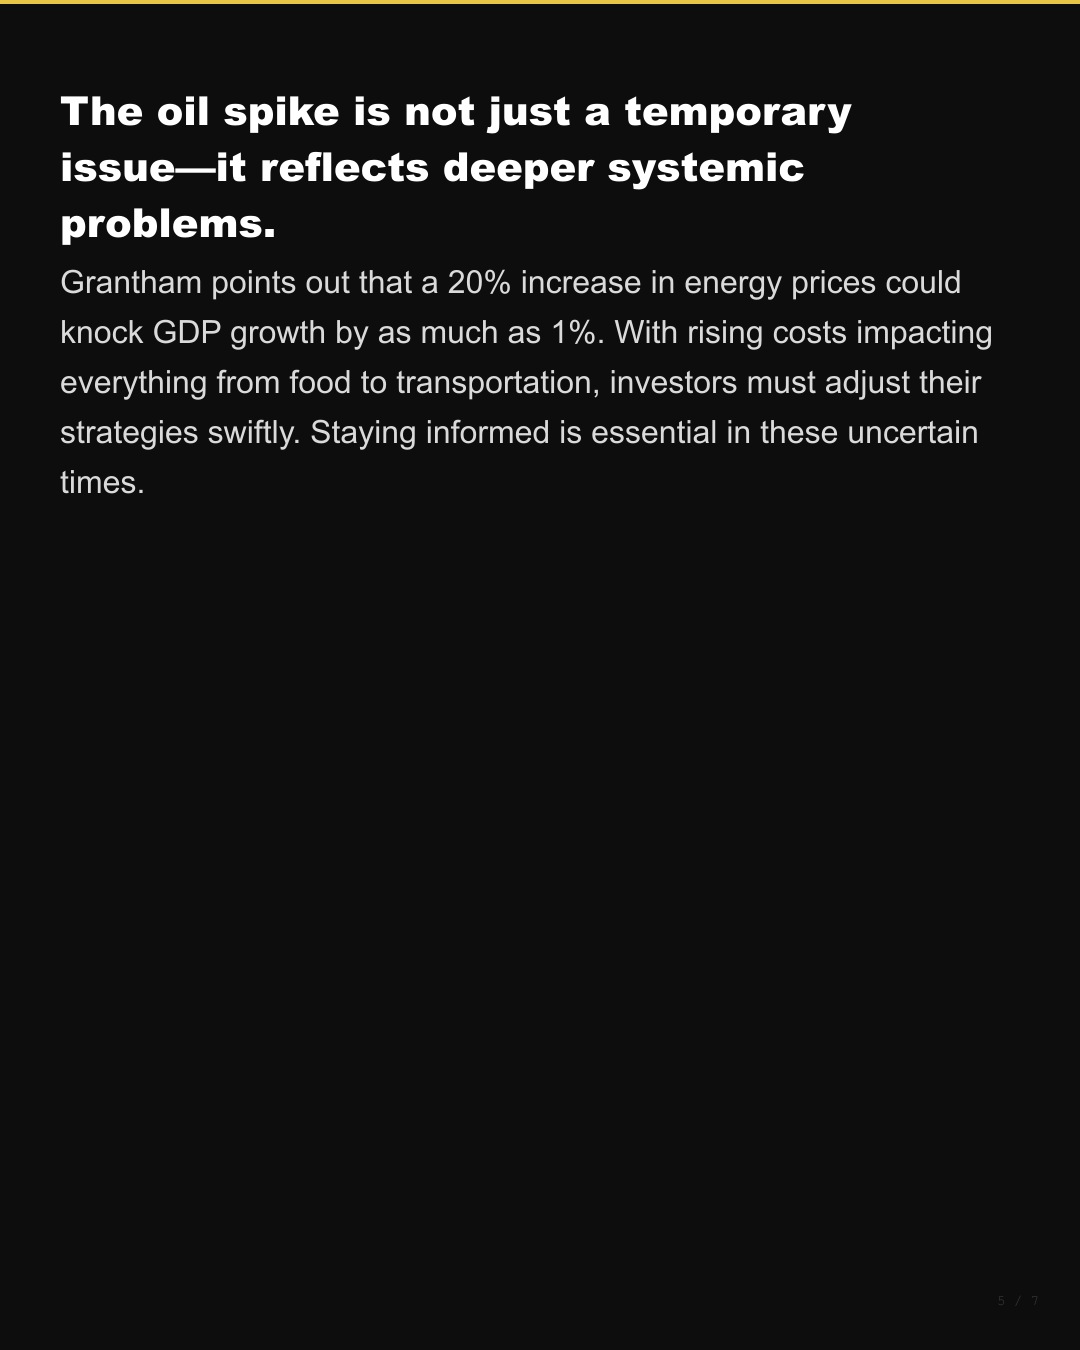 The oil spike is not just a temporary
issue—it reflects deeper systemic
problems.
Grantham points out that a 20% increase in energy prices could
knock GDP growth by as much as 1%. With rising costs impacting
everything from food to transportation, investors must adjust their
strategies swiftly. Staying informed is essential in these uncertain
times.
5 / 7